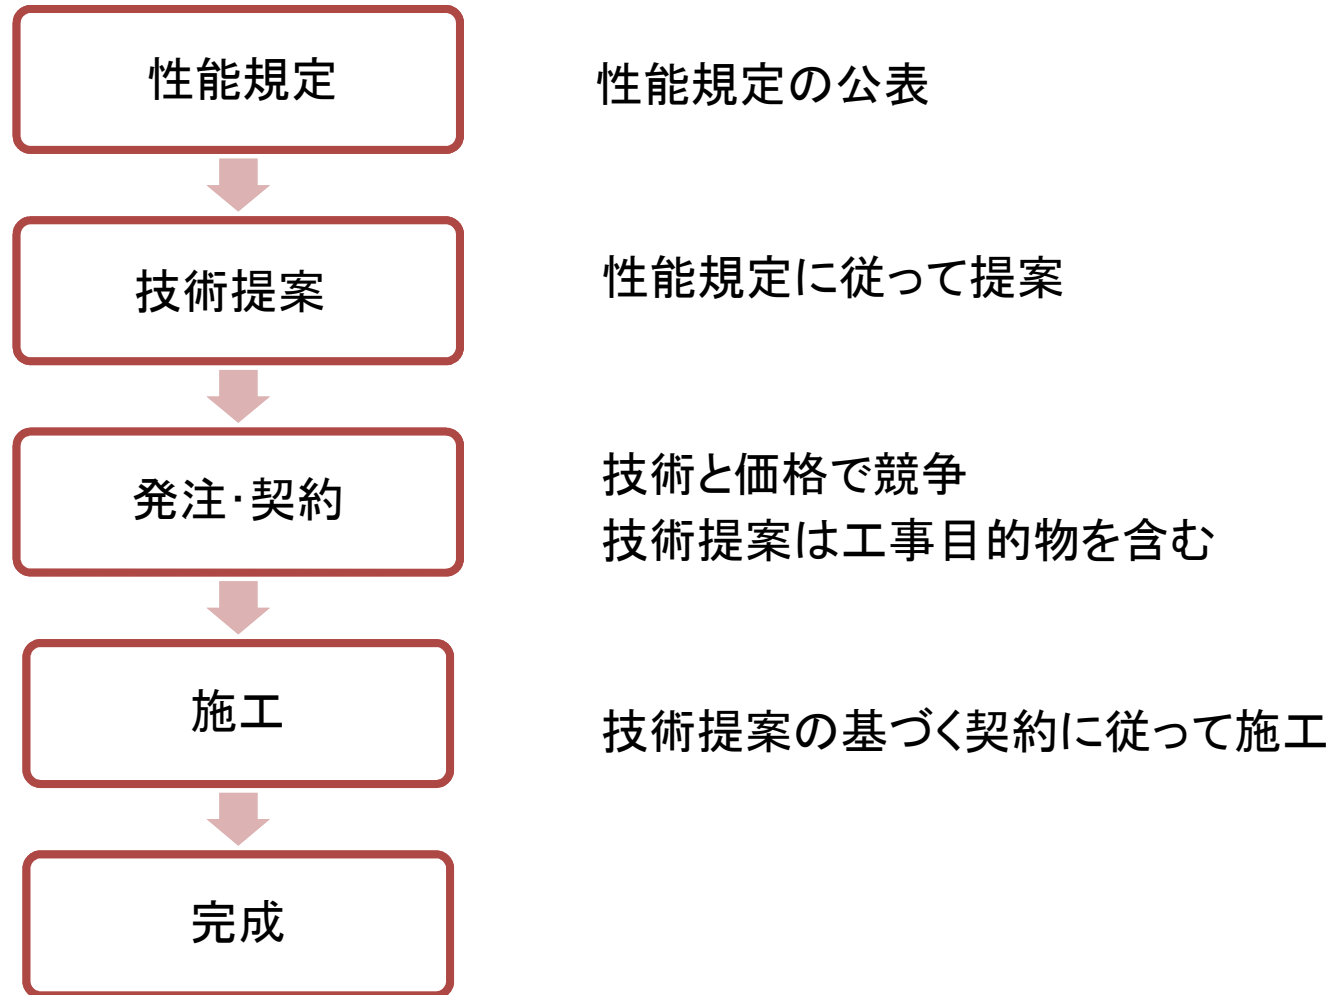 性能規定
性能規定の公表
技術提案
性能規定に従って提案
発注・契約
技術と価格で競争
技術提案は工事目的物を含む
施工
技術提案の基づく契約に従って施工
完成